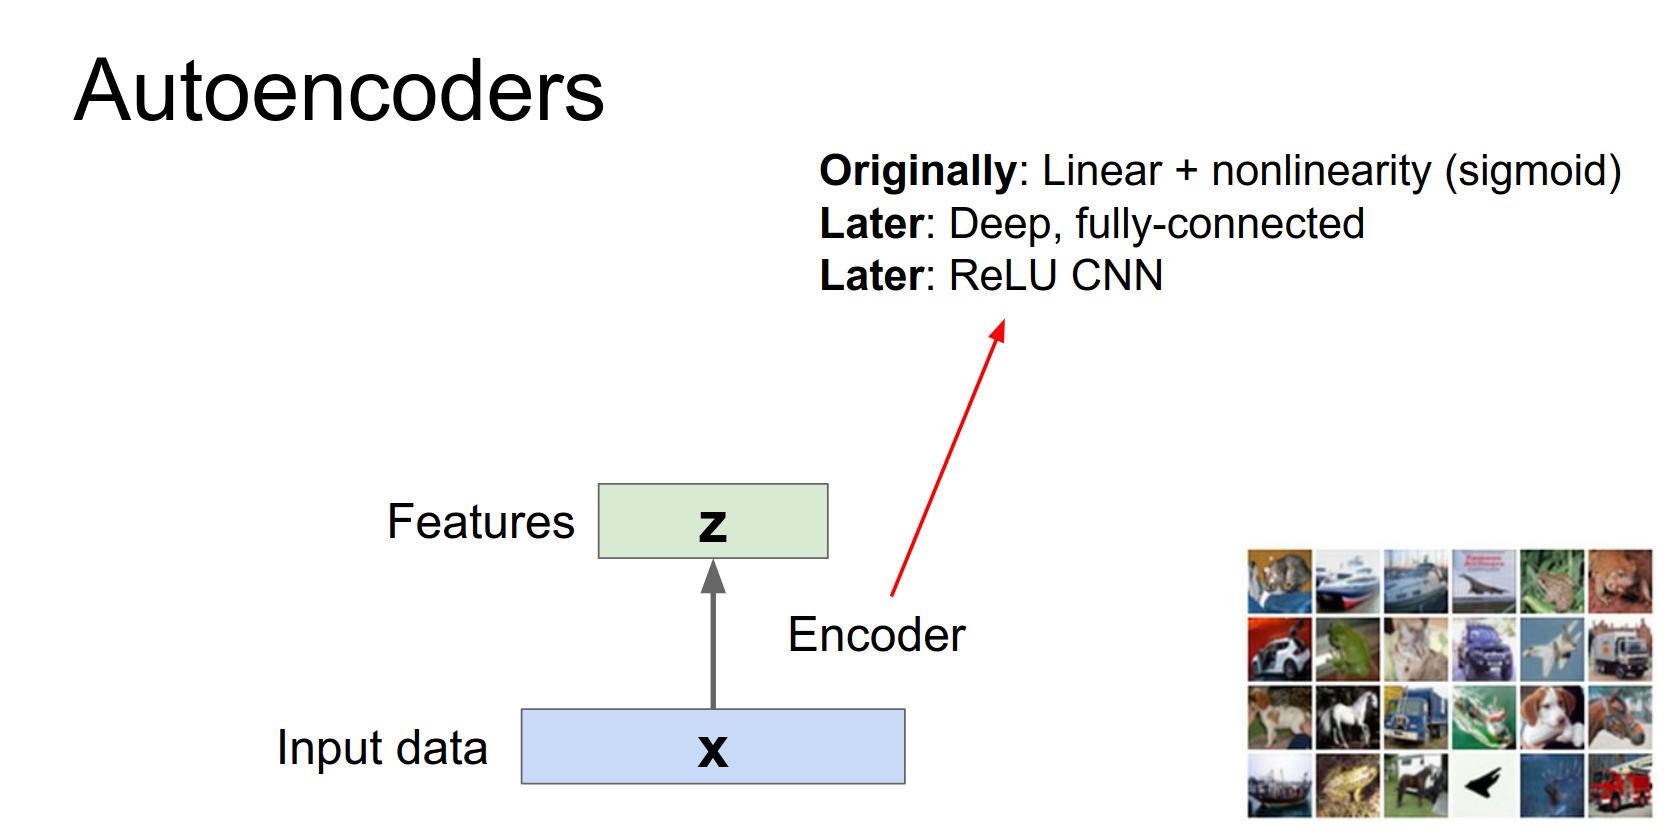 Autoencoders
Originally: Linear + nonlinearity (sigmoid)
Later: Deep, fully-connected
Later: ReLU CNN
Features
z
Encoder
Input data
x